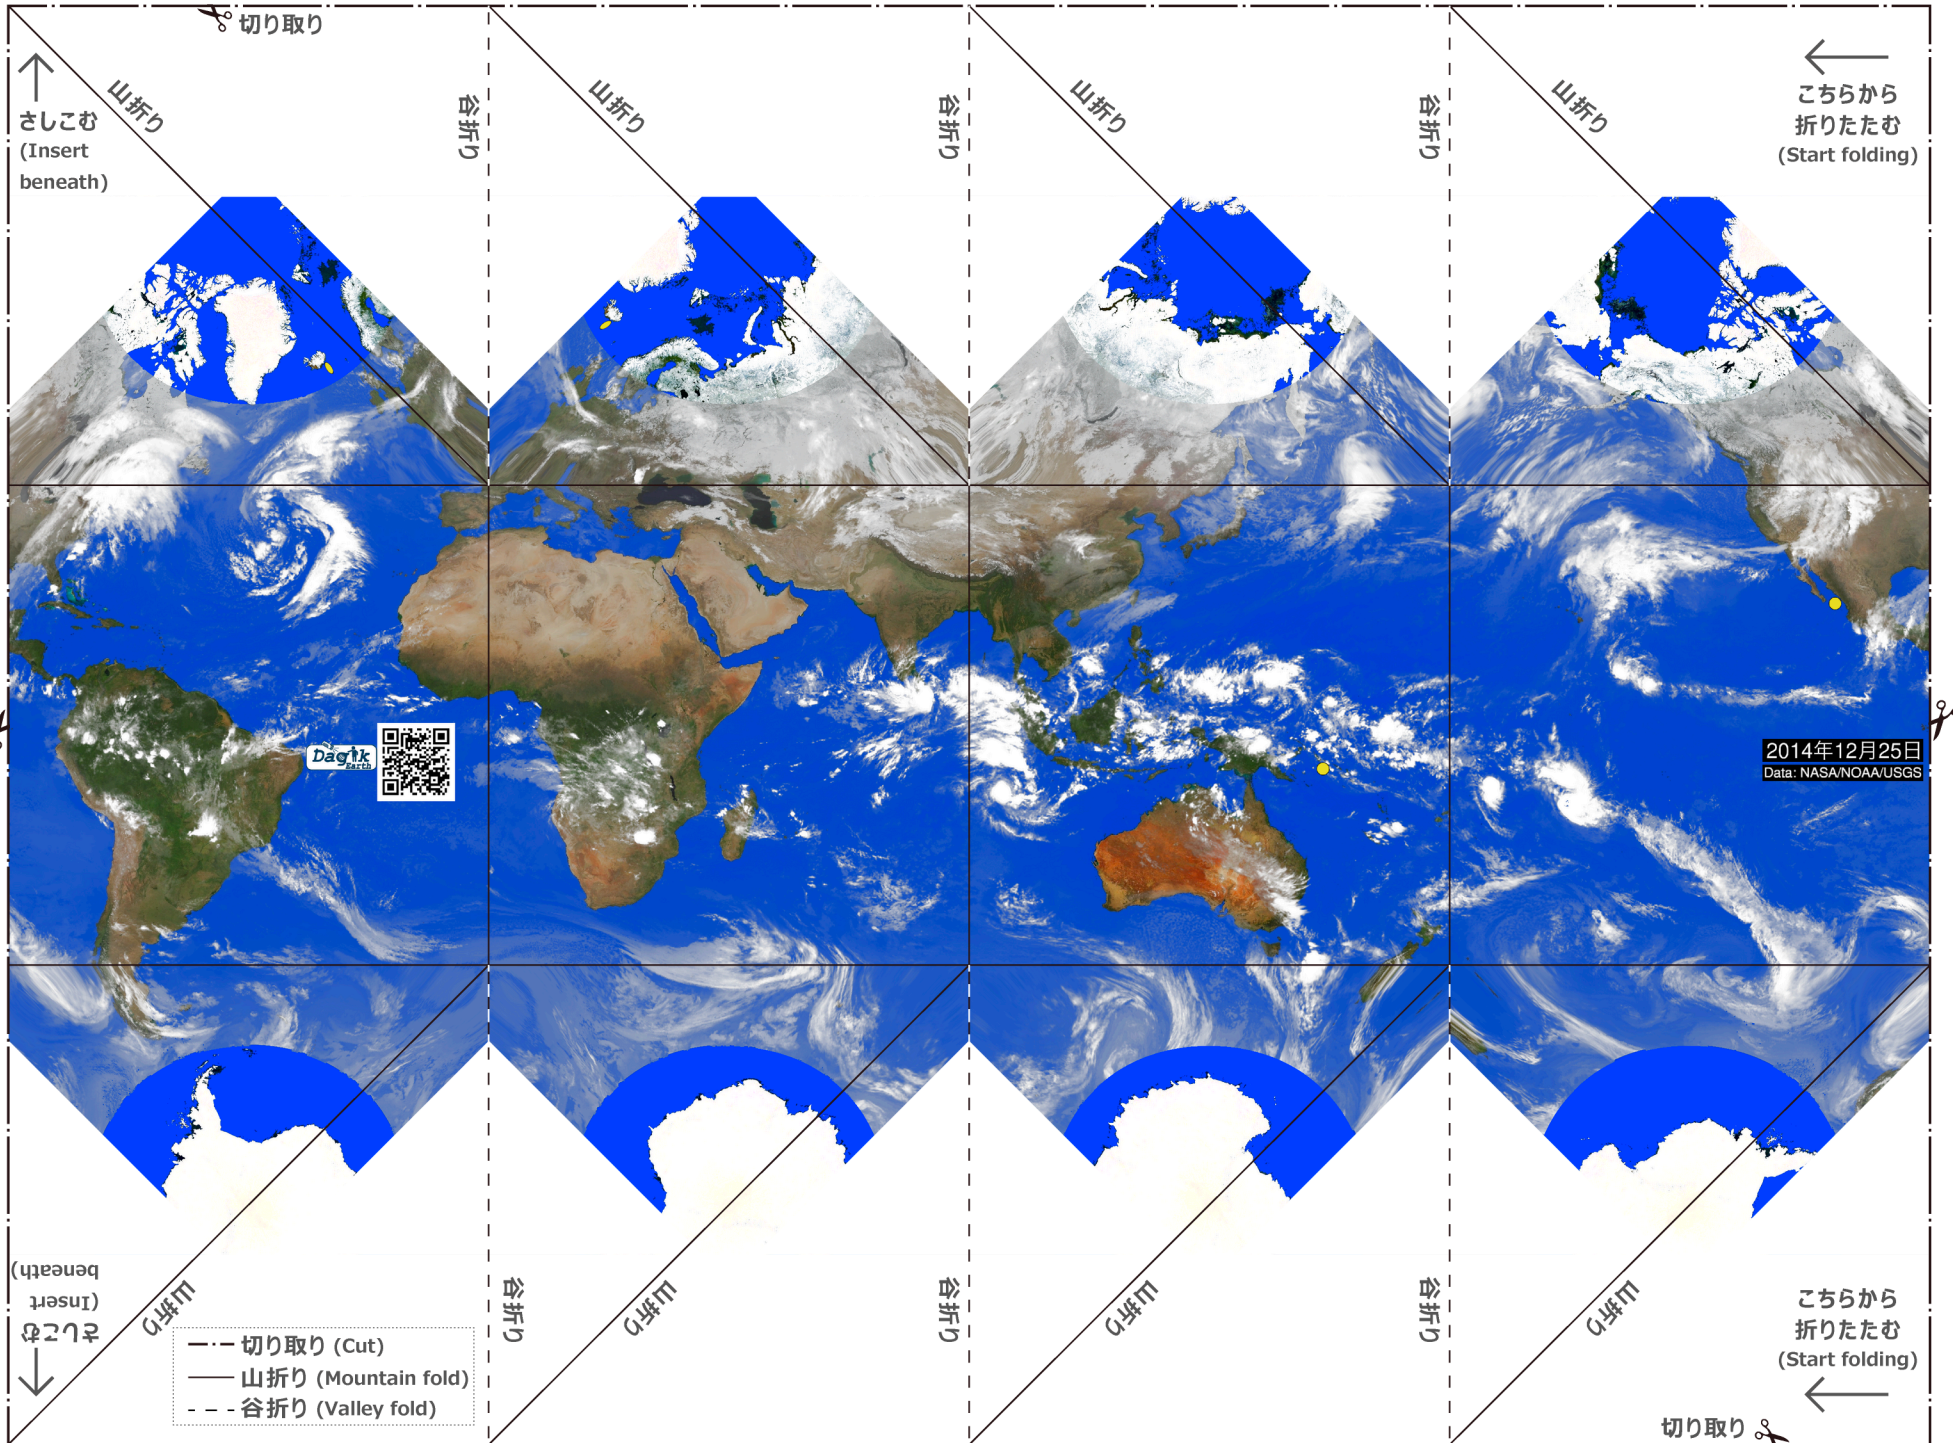 切り取り
さしこむ
(Insert
beneath)
山折り
谷折り
山折り
谷折り
山折り
谷折り
山折り
こちらから
折りたたむ
(Start folding)
Dagik
Earth
2014年12月25日
Data: NASA/NOAA/USGS
さしこむ
(Insert
beneath)
山折り
谷折り
山折り
谷折り
山折り
谷折り
山折り
こちらから
折りたたむ
(Start folding)
切り取り (Cut)
山折り (Mountain fold)
谷折り (Valley fold)
切り取り